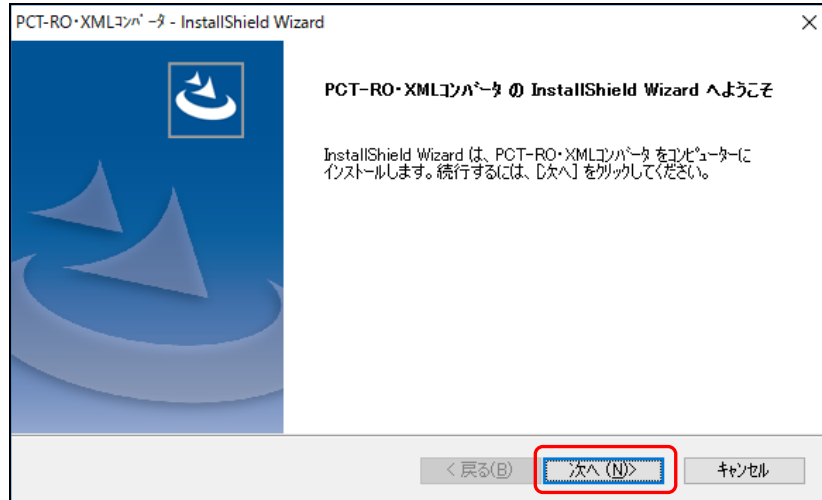 PCT-RO・XMLｺﾝﾊﾞｰﾀ - InstallShield Wizard
PCT-RO・XMLｺﾝﾊﾞｰﾀ の InstallShield Wizard へようこそ
InstallShield Wizard は、PCT-RO・XMLｺﾝﾊﾞｰﾀ をｺﾝﾋﾟｭｰﾀｰに
インストールします。続行するには、[次へ] をクリックしてください。
< 戻る(B)
次へ (N)>
キャンセル